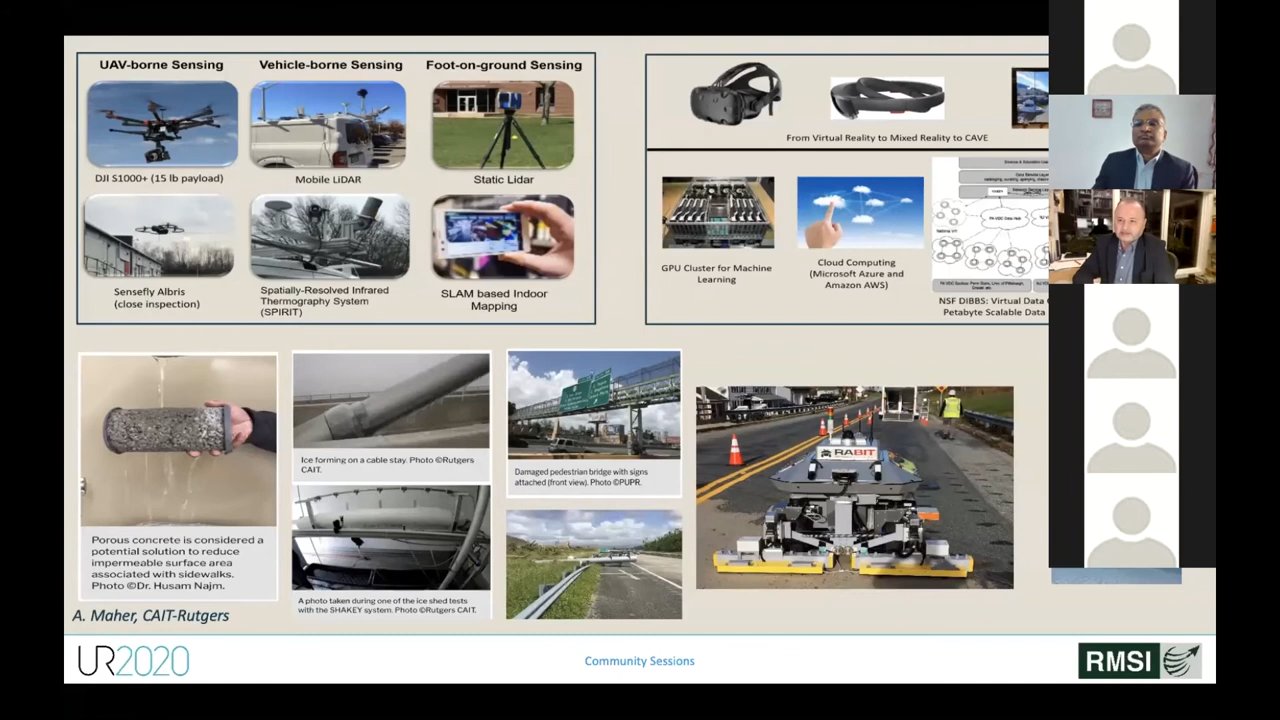 UAV-borne Sensing
Vehicle-borne Sensing
Foot-on-ground Sensing
DJI S1000+ (15 lb payload)
Mobile LiDAR
Static Lidar
Sensefly Albris
(close inspection)
Spatially-Resolved Infrared
Thermography System
(SPIRIT)
SLAM based Indoor
Mapping
From Virtual Reality to Mixed Reality to CAVE
GPU Cluster for Machine
Learning
Cloud Computing
(Microsoft Azure and
Amazon AWS)
NSF DIBBS: Virtual Data
Petabyte Scalable Data
Porous concrete is considered a
potential solution to reduce
impermeable surface area
associated with sidewalks.
Photo ©Dr. Husam Najm.
Ice forming on a cable stay. Photo ©Rutgers
CAIT.
A photo taken during one of the ice shed tests
with the SHAKEY system. Photo ©Rutgers CAIT.
Damaged pedestrian bridge with signs
attached (front view). Photo ©PUPR.
RABIT
A. Maher, CAIT-Rutgers
UR2020
Community Sessions
RMSI